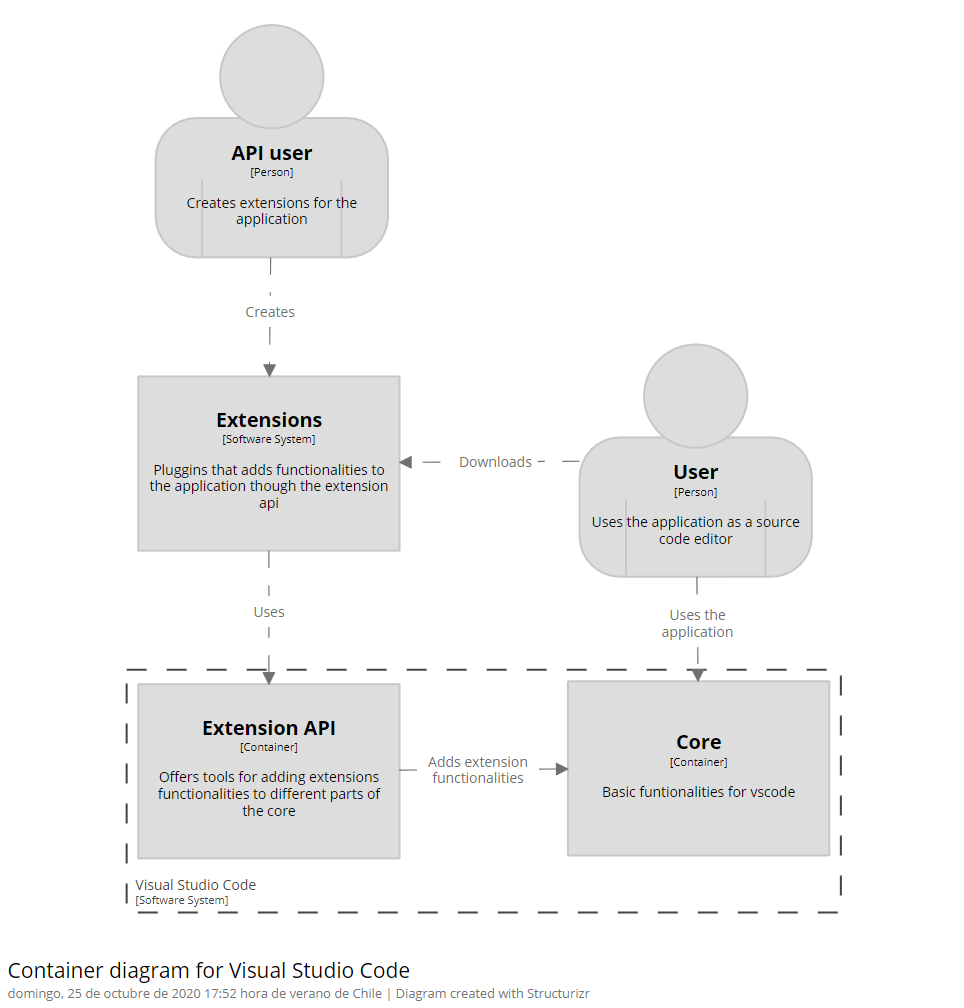 API user
[Person]
Creates extensions for the
application
Creates
Extensions
[Software System]
Pluggins that adds functionalities to
the application though the extension
api
Downloads
User
[Person]
Uses the application as a source
code editor
Uses
Uses the
application
Extension API
[Container]
Offers tools for adding extensions
functionalities to different parts of
the core
Adds extension
functionalities
Core
[Container]
Basic funtionalities for vscode
Visual Studio Code
[Software System]
Container diagram for Visual Studio Code
domingo, 25 de octubre de 2020 17:52 hora de verano de Chile | Diagram created with Structurizr